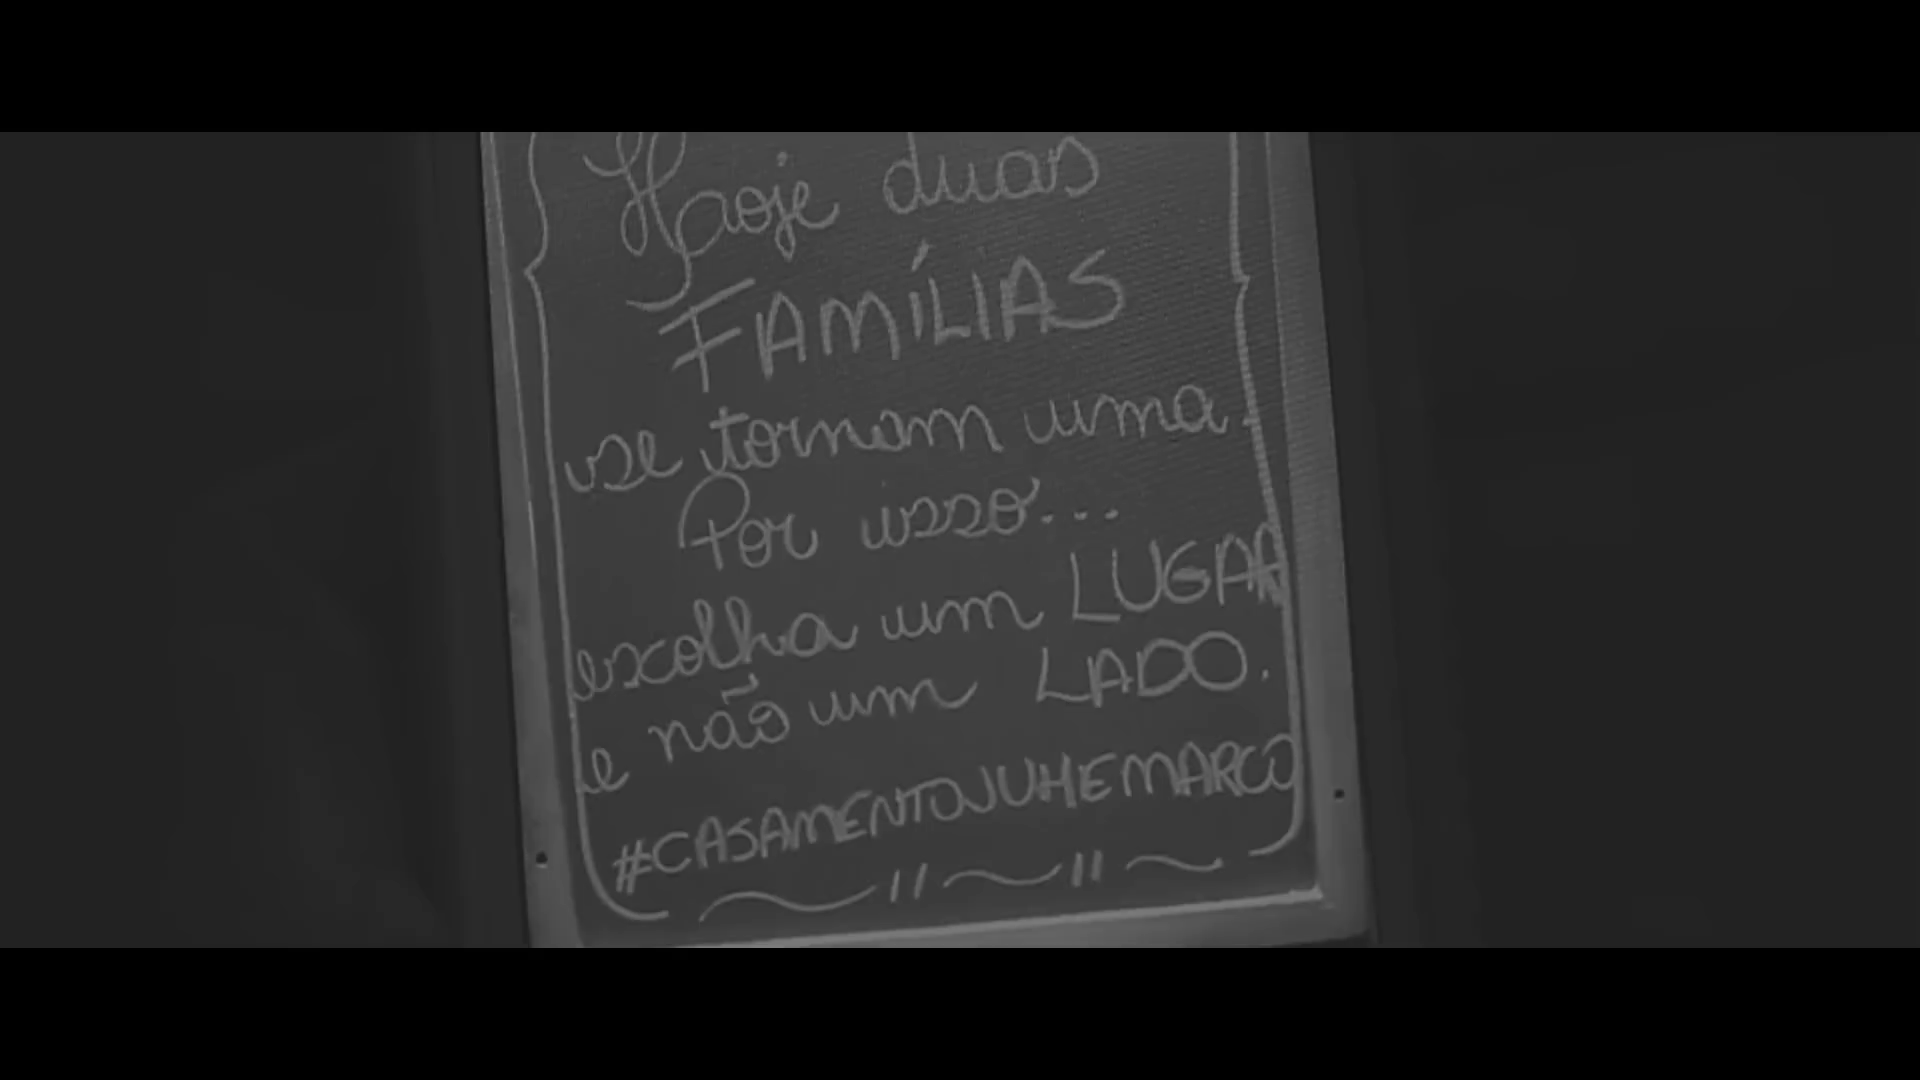 Hoje duas
FAMÍLIAS
se tornam uma.
Por isso...
escolha um LUGAR
e não um LADO.
#CASAMENTOJUHEMARCO